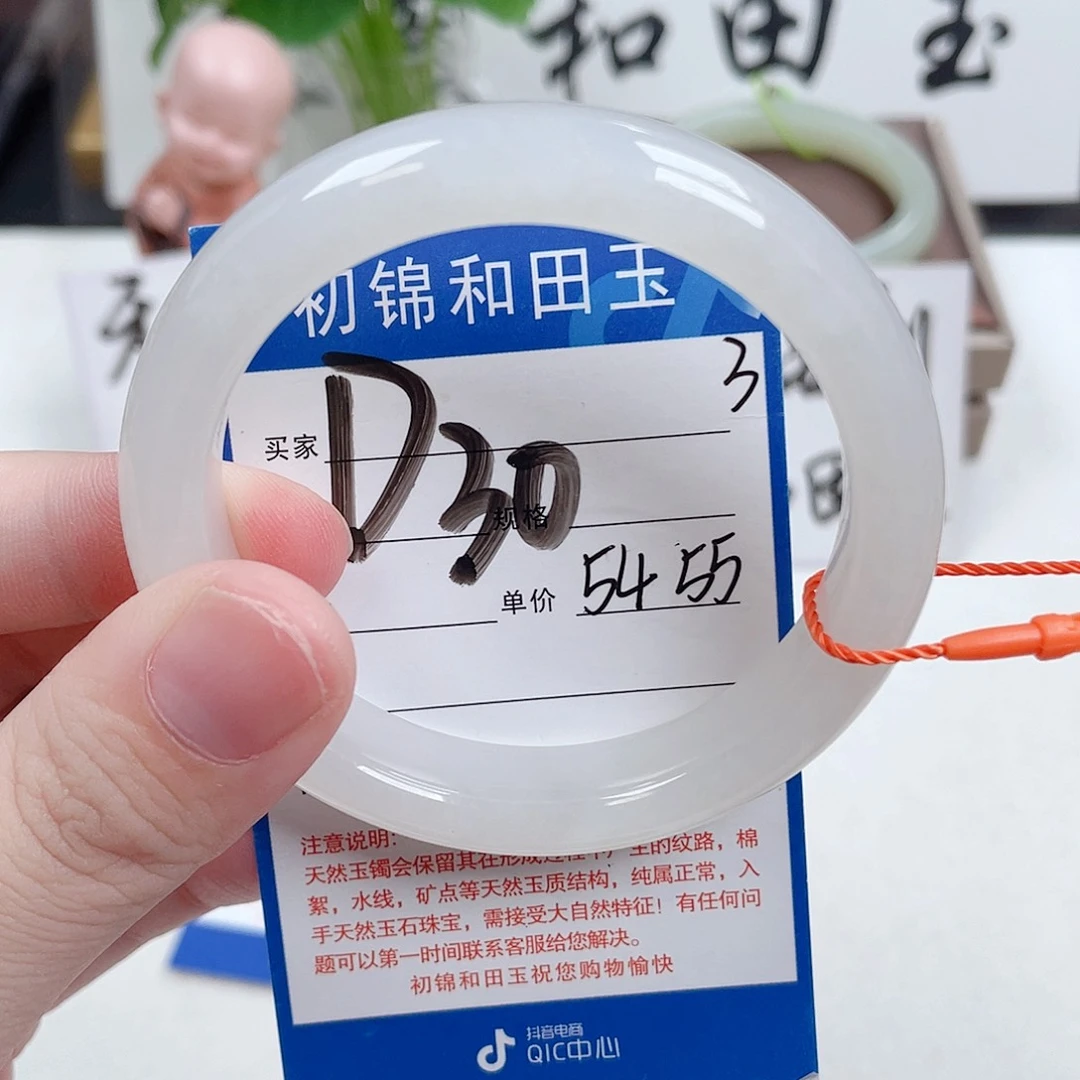 和田玉
初锦和田玉
3
买家
D30
规格
单价 54 55
注意说明:
天然玉镯会保留其在形成过程中产生的纹路，棉
絮，水线，矿点等天然玉质结构，纯属正常，入
手天然玉石珠宝，需接受大自然特征！有任何问
题可以第一时间联系客服给您解决。
初锦和田玉祝您购物愉快
抖音电商
QIC中心